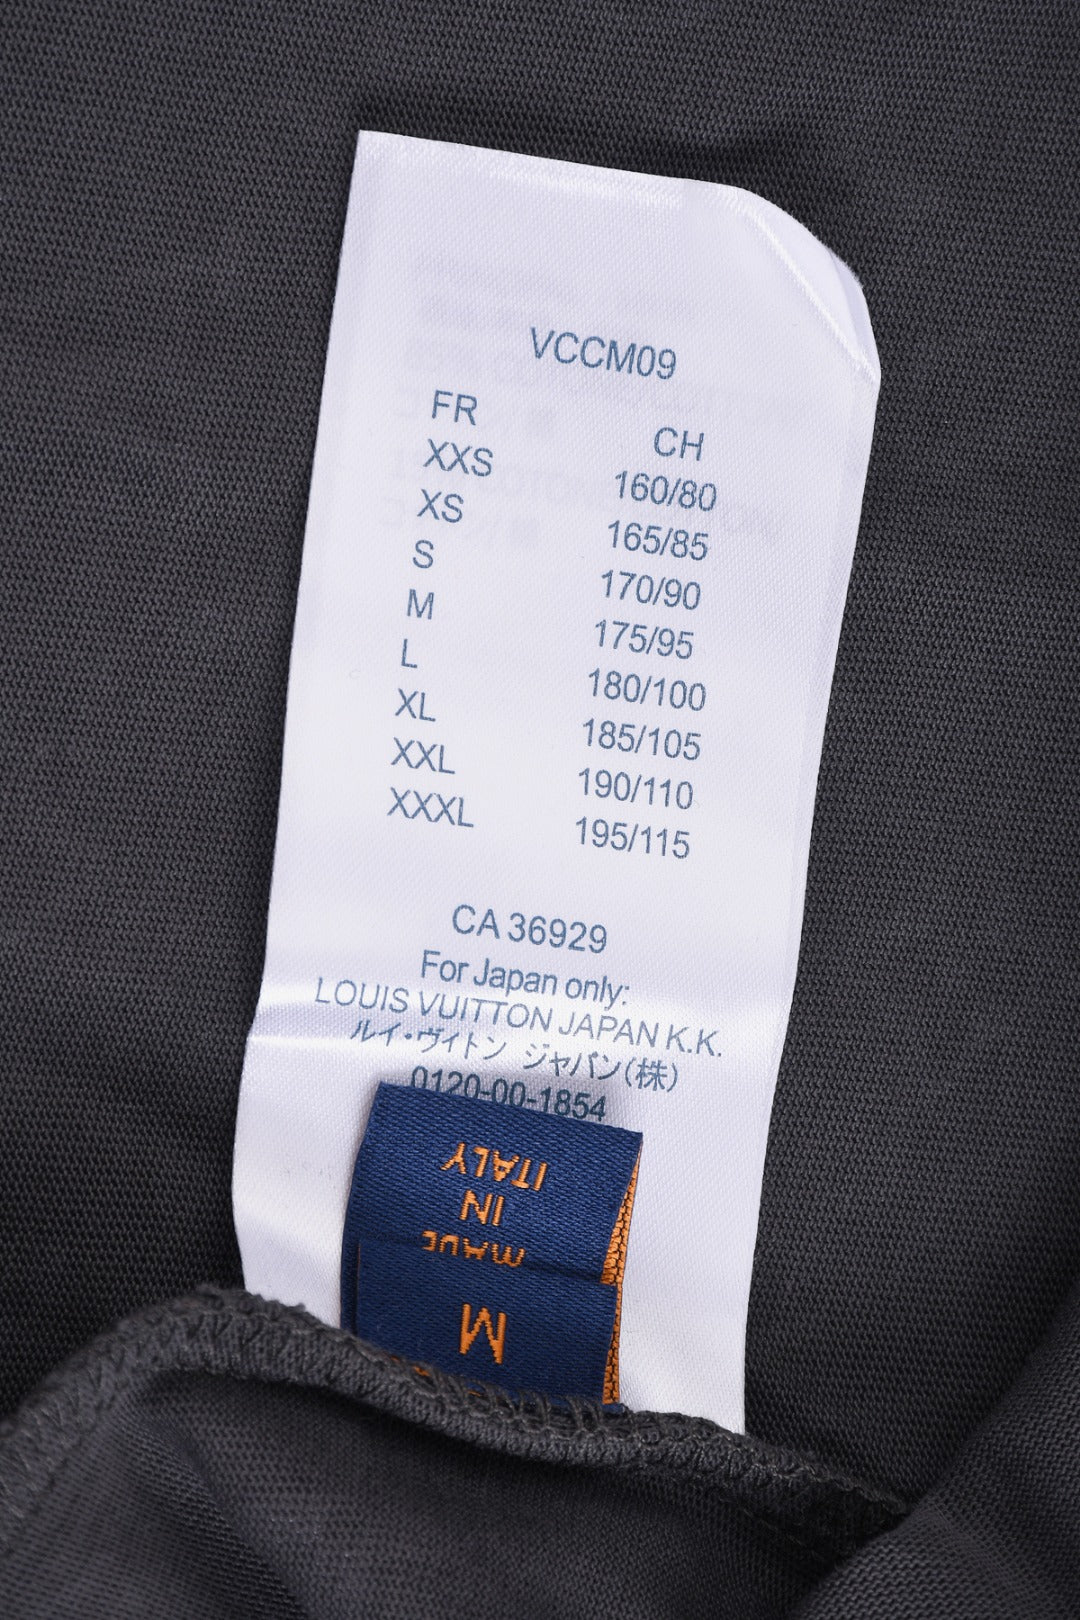 VCCM09
FR CH
XXS 160/80
XS 165/85
S 170/90
M 175/95
L 180/100
XL 185/105
XXL 190/110
XXXL 195/115
CA 36929
For Japan only:
LOUIS VUITTON JAPAN K.K.
ルイ・ヴィトン ジャパン(株)
0120-00-1854
MADE
IN
ITALY
M